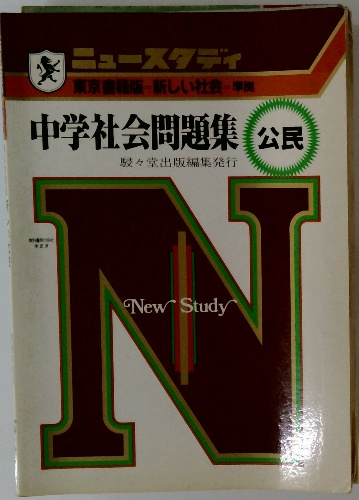 ニュースタディ
東京書籍版-新しい社会-準拠
中学社会問題集
公民
駸々堂出版編集発行
New Study
N